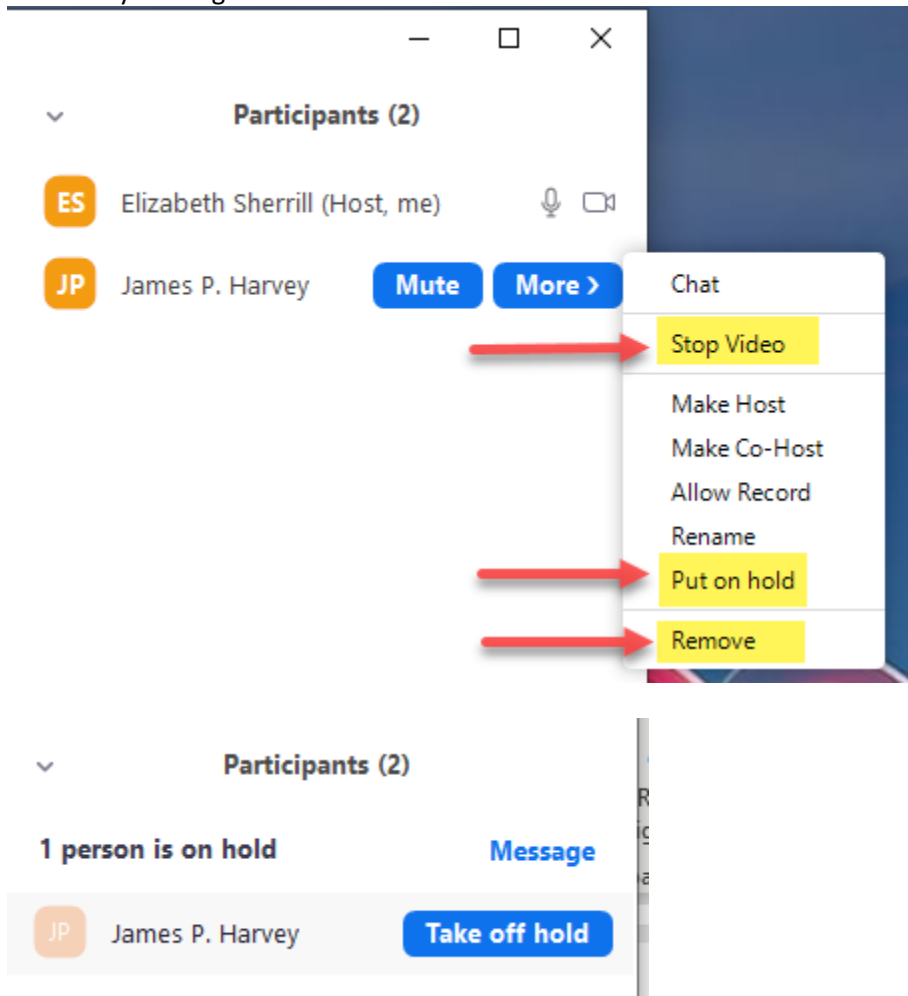 Participants (2)
ES Elizabeth Sherrill (Host, me)
JP James P. Harvey Mute More >
Chat
Stop Video
Make Host
Make Co-Host
Allow Record
Rename
Put on hold
Remove
Participants (2)
1 person is on hold Message
JP James P. Harvey Take off hold